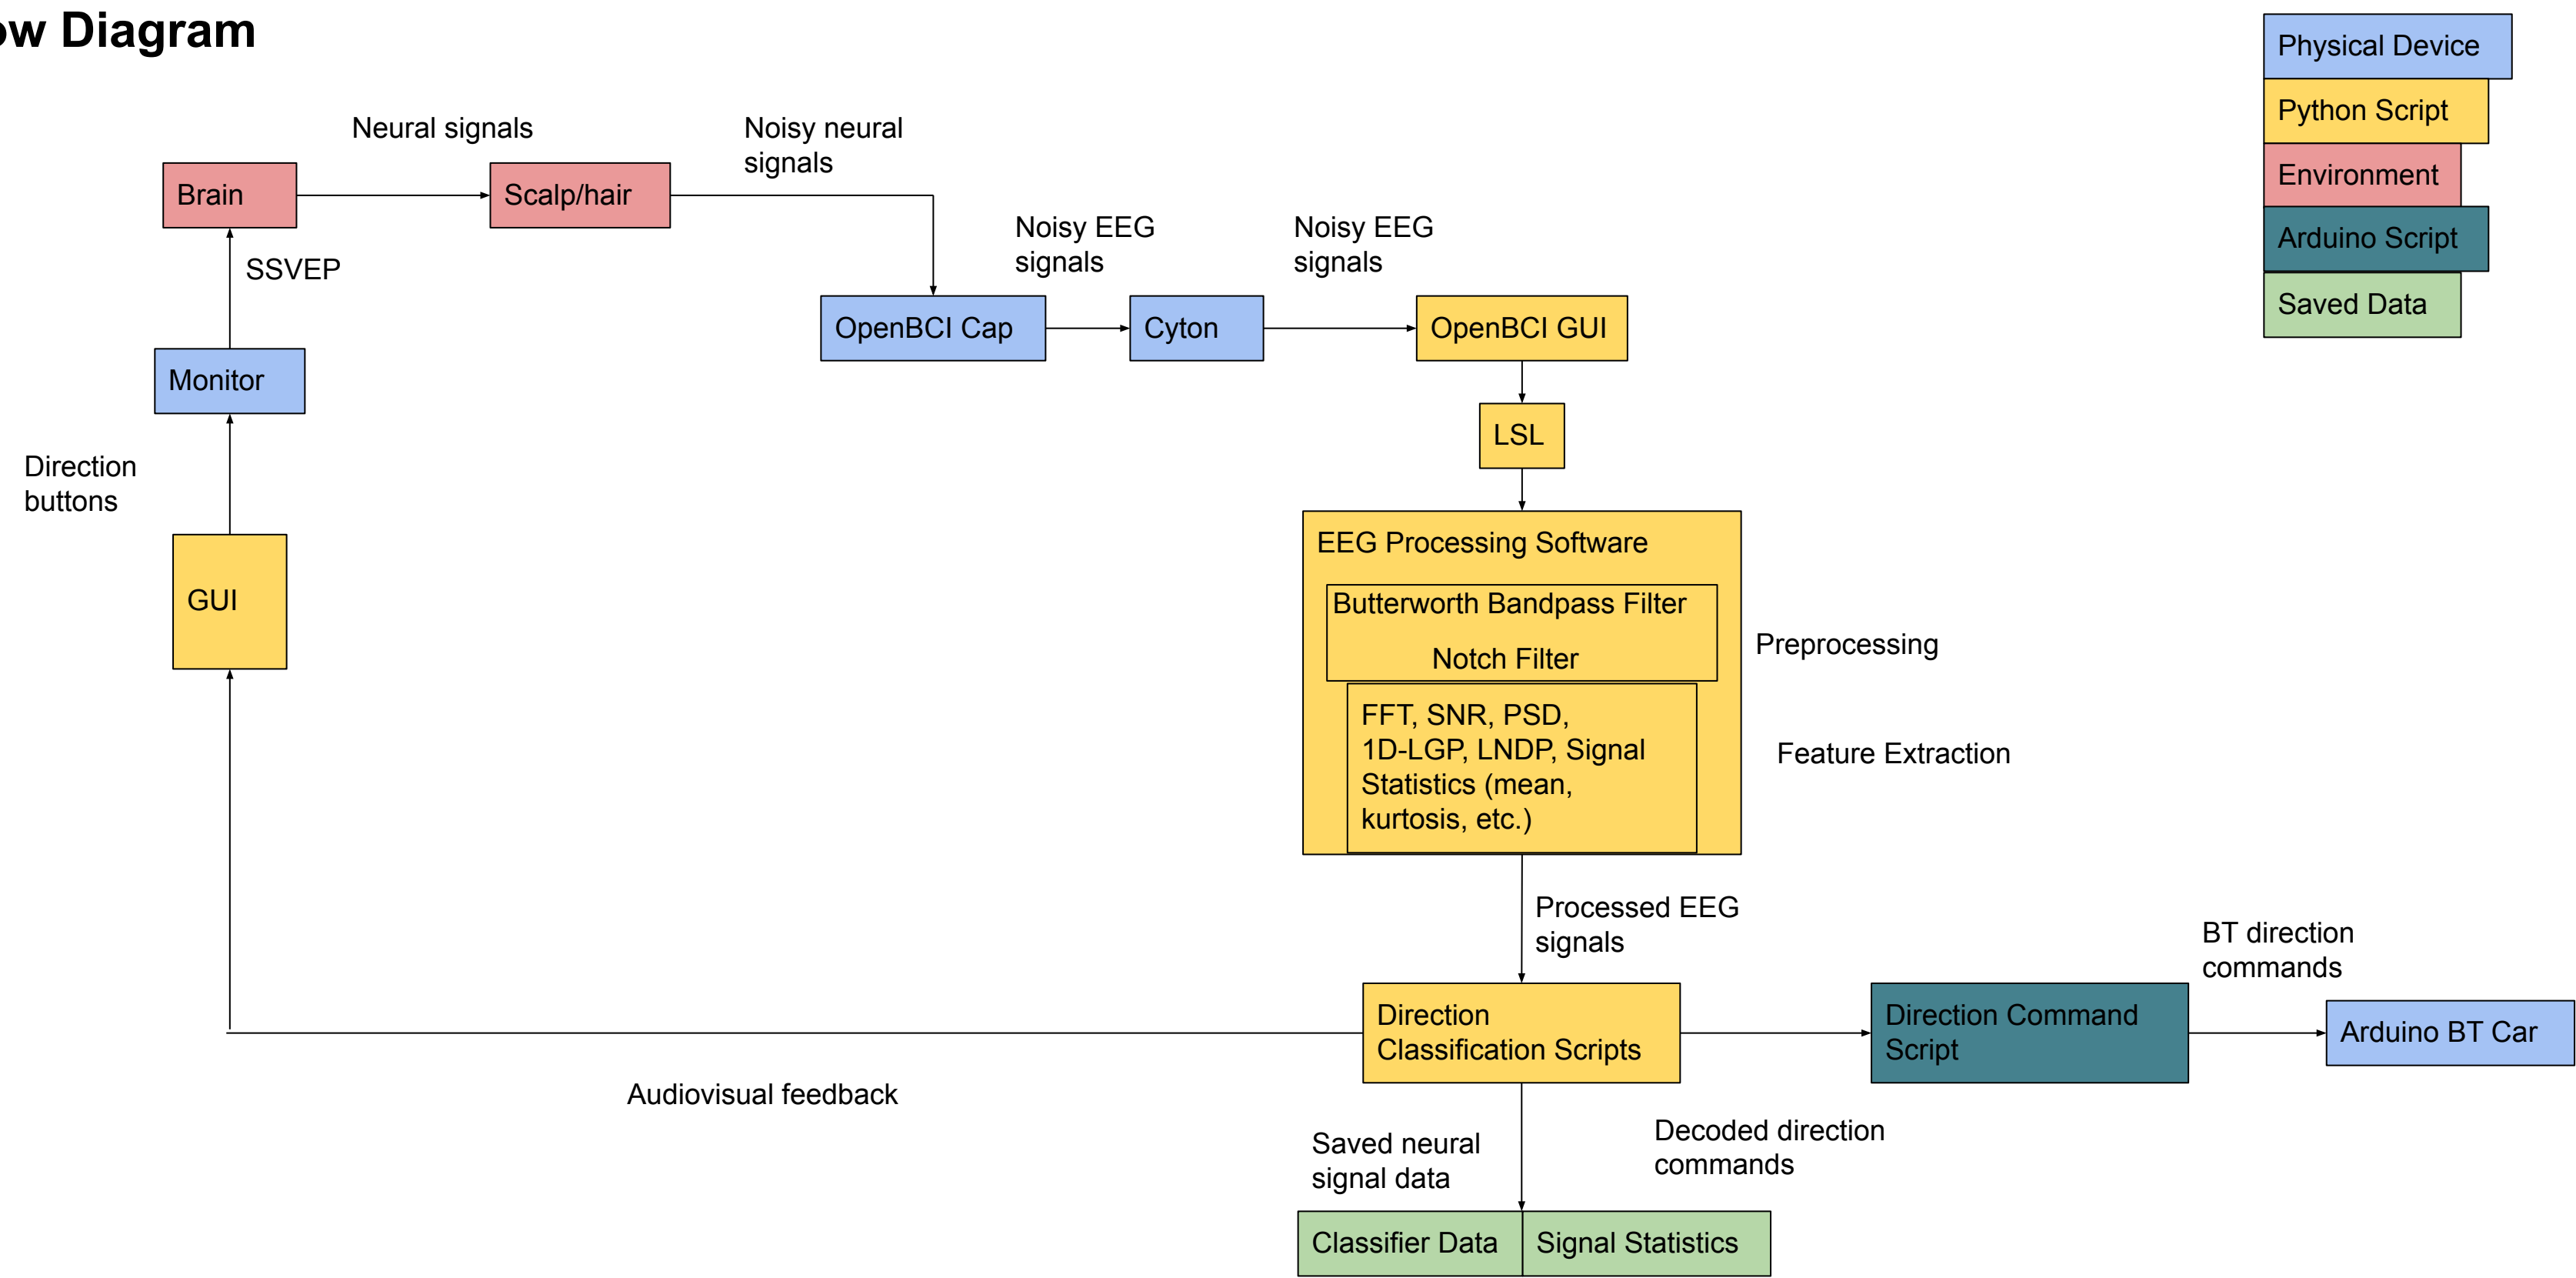 ow Diagram
Physical Device
Python Script
Environment
Arduino Script
Saved Data
Neural signals
Noisy neural
signals
Brain
Scalp/hair
SSVEP
Noisy EEG
signals
Noisy EEG
signals
OpenBCI Cap
Cyton
OpenBCI GUI
Monitor
LSL
Direction
buttons
GUI
EEG Processing Software
Butterworth Bandpass Filter
Notch Filter
Preprocessing
FFT, SNR, PSD,
1D-LGP, LNDP, Signal
Statistics (mean,
kurtosis, etc.)
Feature Extraction
Processed EEG
signals
BT direction
commands
Direction
Classification Scripts
Direction Command
Script
Arduino BT Car
Audiovisual feedback
Saved neural
signal data
Decoded direction
commands
Classifier Data
Signal Statistics